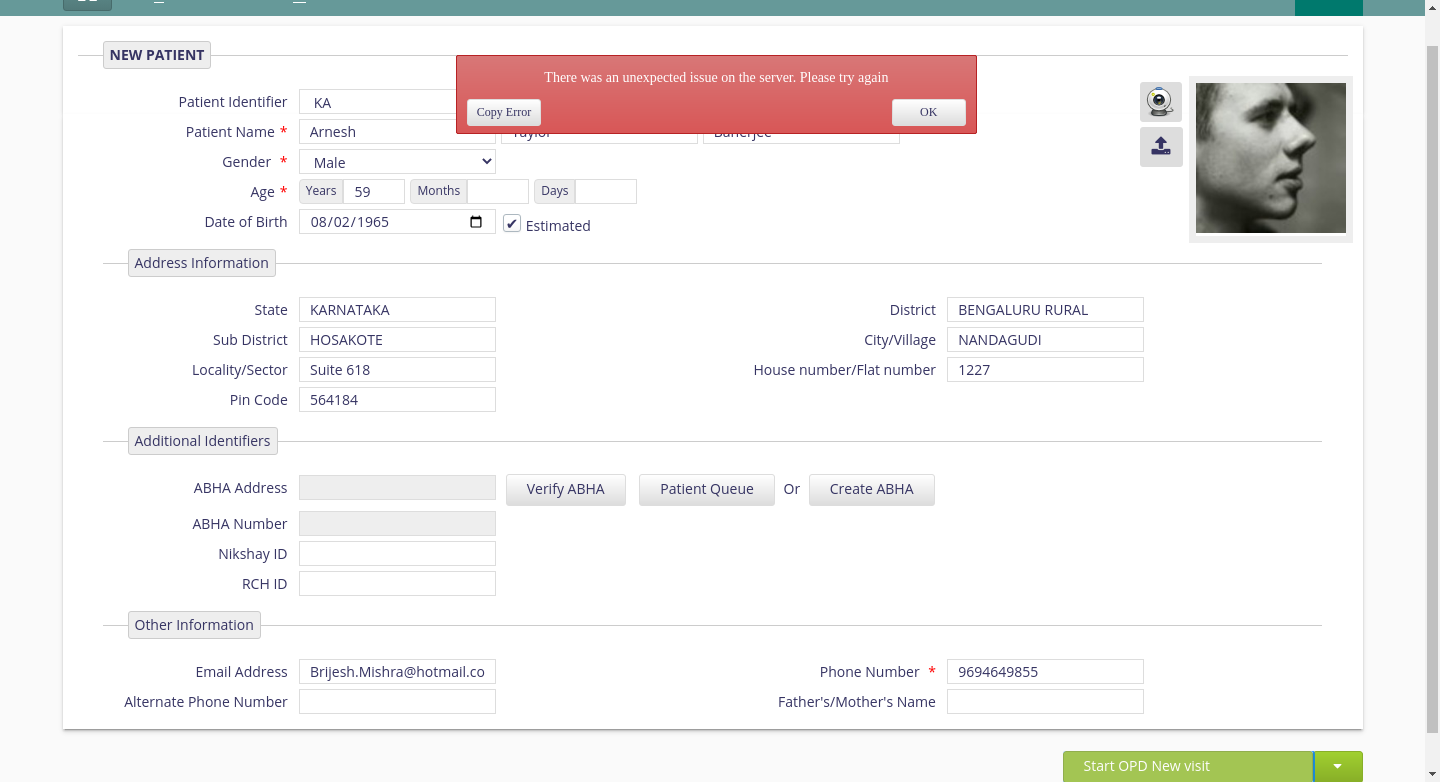 NEW PATIENT
There was an unexpected issue on the server. Please try again
Copy Error OK
Patient Identifier KA
Patient Name * Arnesh Taylor Banerjee
Gender * Male
Age * Years 59 Months Days
Date of Birth 08/02/1965 Estimated
Address Information
State KARNATAKA District BENGALURU RURAL
Sub District HOSAKOTE City/Village NANDAGUDI
Locality/Sector Suite 618 House number/Flat number 1227
Pin Code 564184
Additional Identifiers
ABHA Address Verify ABHA Patient Queue Or Create ABHA
ABHA Number
Nikshay ID
RCH ID
Other Information
Email Address Brijesh.Mishra@hotmail.co Phone Number * 9694649855
Alternate Phone Number Father's/Mother's Name
Start OPD New visit